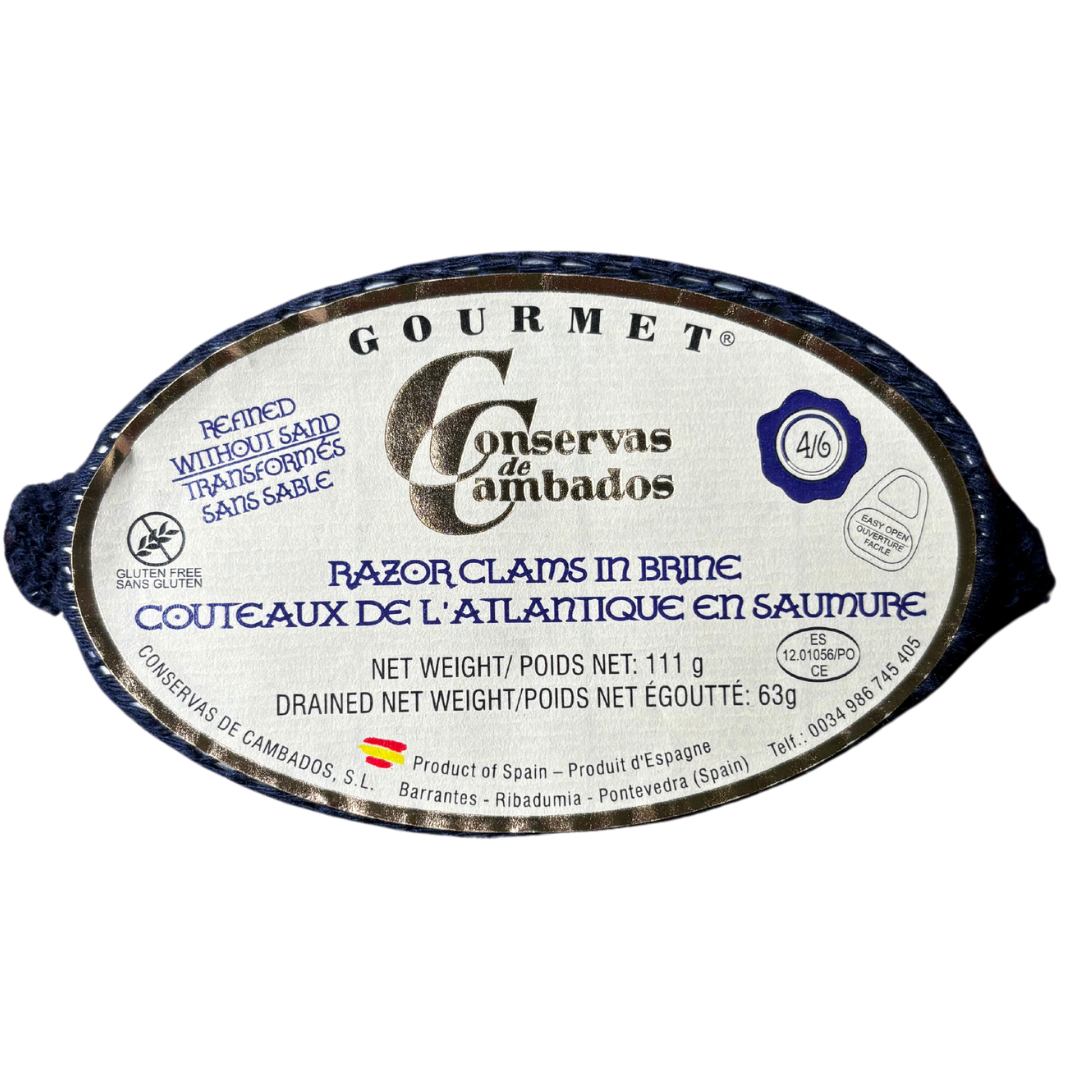 GOURMET®
Conservas
de
Cambados
REFINED
WITHOUT SAND
TRANSFORMÉS
SANS SABLE
4/6
EASY OPEN
OUVERTURE
FACILE
GLUTEN FREE
SANS GLUTEN
RAZOR CLAMS IN BRINE
COUTEAUX DE L'ATLANTIQUE EN SAUMURE
ES
12.01056/PO
CE
NET WEIGHT/ POIDS NET: 111 g
DRAINED NET WEIGHT/POIDS NET ÉGOUTTÉ: 63g
CONSERVAS DE CAMBADOS, S.L.
Product of Spain – Produit d'Espagne
Barrantes - Ribadumia - Pontevedra (Spain)
Telf.: 0034 986 745 405